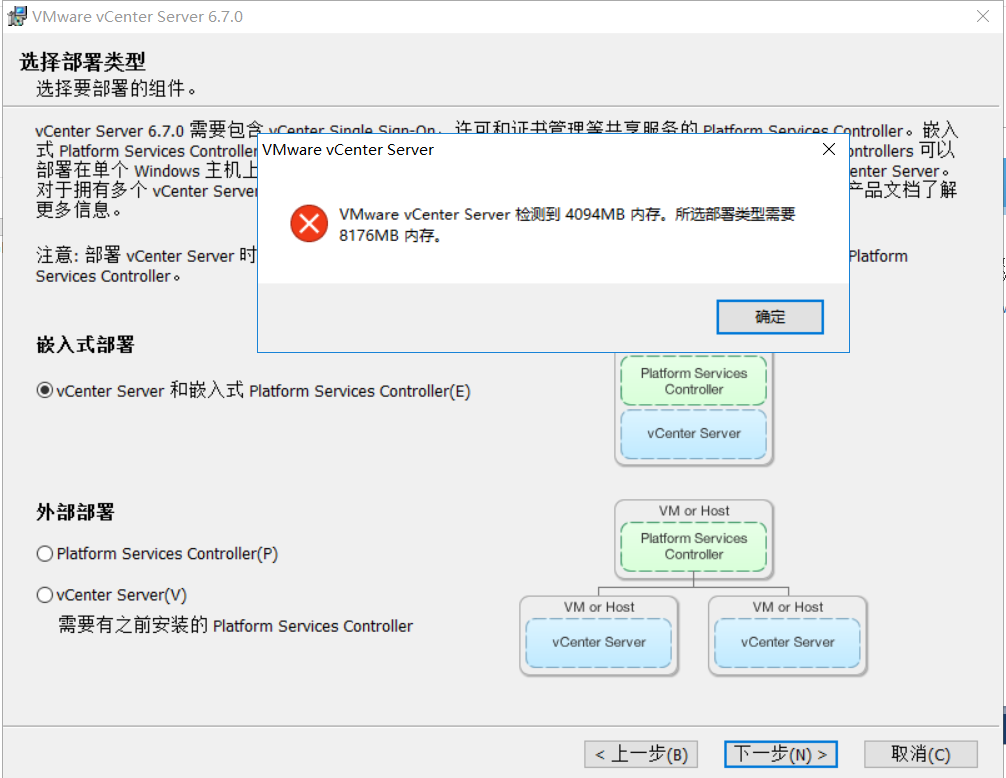 VMware vCenter Server 6.7.0
选择部署类型
选择要部署的组件。
vCenter Server 6.7.0 需要包含 vCenter Single Sign-On、许可和证书管理等共享服务的 Platform Services Controller。嵌入
式 Platform Services Controller
ontrollers 可以
部署在单个 Windows 主机上
enter Server。
对于拥有多个 vCenter Server
产品文档了解
更多信息。
注意: 部署 vCenter Server 时
Platform
Services Controller。
VMware vCenter Server
VMware vCenter Server 检测到 4094MB 内存。所选部署类型需要
8176MB 内存。
确定
嵌入式部署
vCenter Server 和嵌入式 Platform Services Controller(E)
Platform Services
Controller
vCenter Server
外部部署
Platform Services Controller(P)
vCenter Server(V)
需要有之前安装的 Platform Services Controller
VM or Host
Platform Services
Controller
VM or Host
vCenter Server
VM or Host
vCenter Server
< 上一步(B)
下一步(N) >
取消(C)